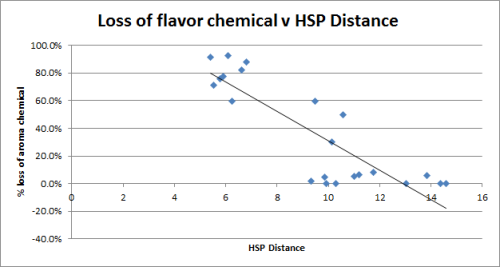 Loss of flavor chemical v HSP Distance
100.0%
80.0%
60.0%
40.0%
20.0%
0.0%
-20.0%
-40.0%
% loss of aroma chemical
0 2 4 6 8 10 12 14 16
HSP Distance